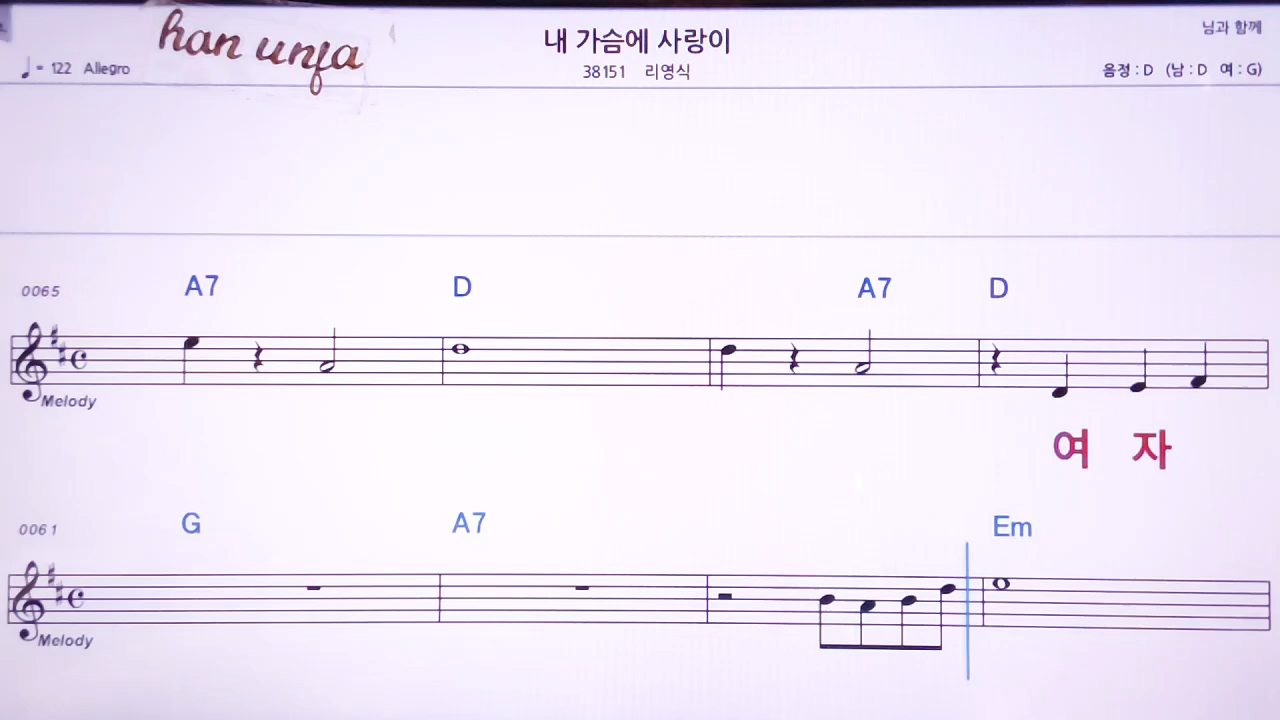 han unfa
내 가슴에 사랑이
님과 함께
♩= 122 Allegro
38151 리영식
음정 : D (남 : D 여 : G)
0065 A7 D A7 D
Melody
여 자
0061 G A7 Em
Melody